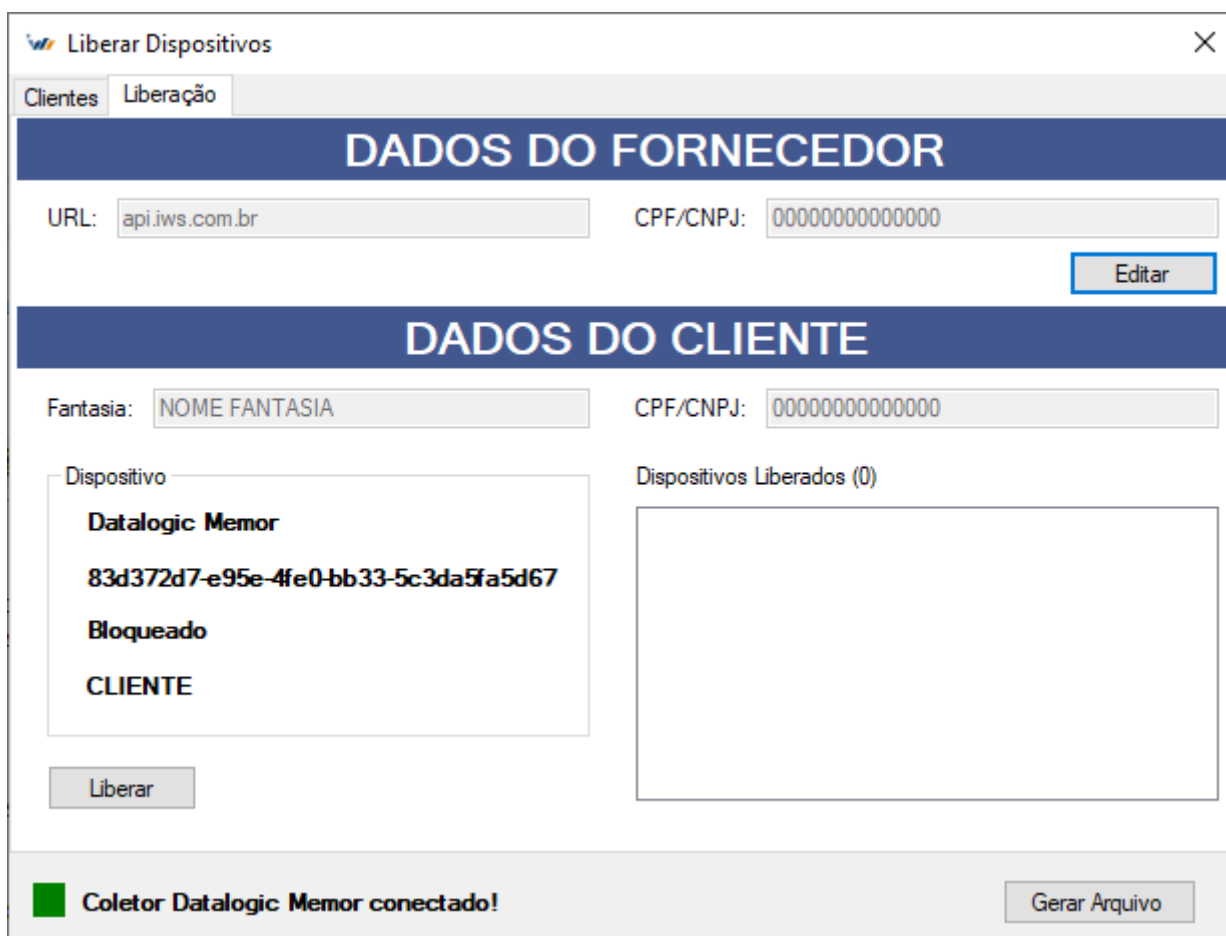 Liberar Dispositivos
Clientes Liberação
DADOS DO FORNECEDOR
URL: api.iws.com.br CPF/CNPJ: 00000000000000
Editar
DADOS DO CLIENTE
Fantasia: NOME FANTASIA CPF/CNPJ: 00000000000000
Dispositivo
Datalogic Memor
83d372d7-e95e-4fe0-bb33-5c3da5fa5d67
Bloqueado
CLIENTE
Liberar
Dispositivos Liberados (0)
Coletor Datalogic Memor conectado!
Gerar Arquivo